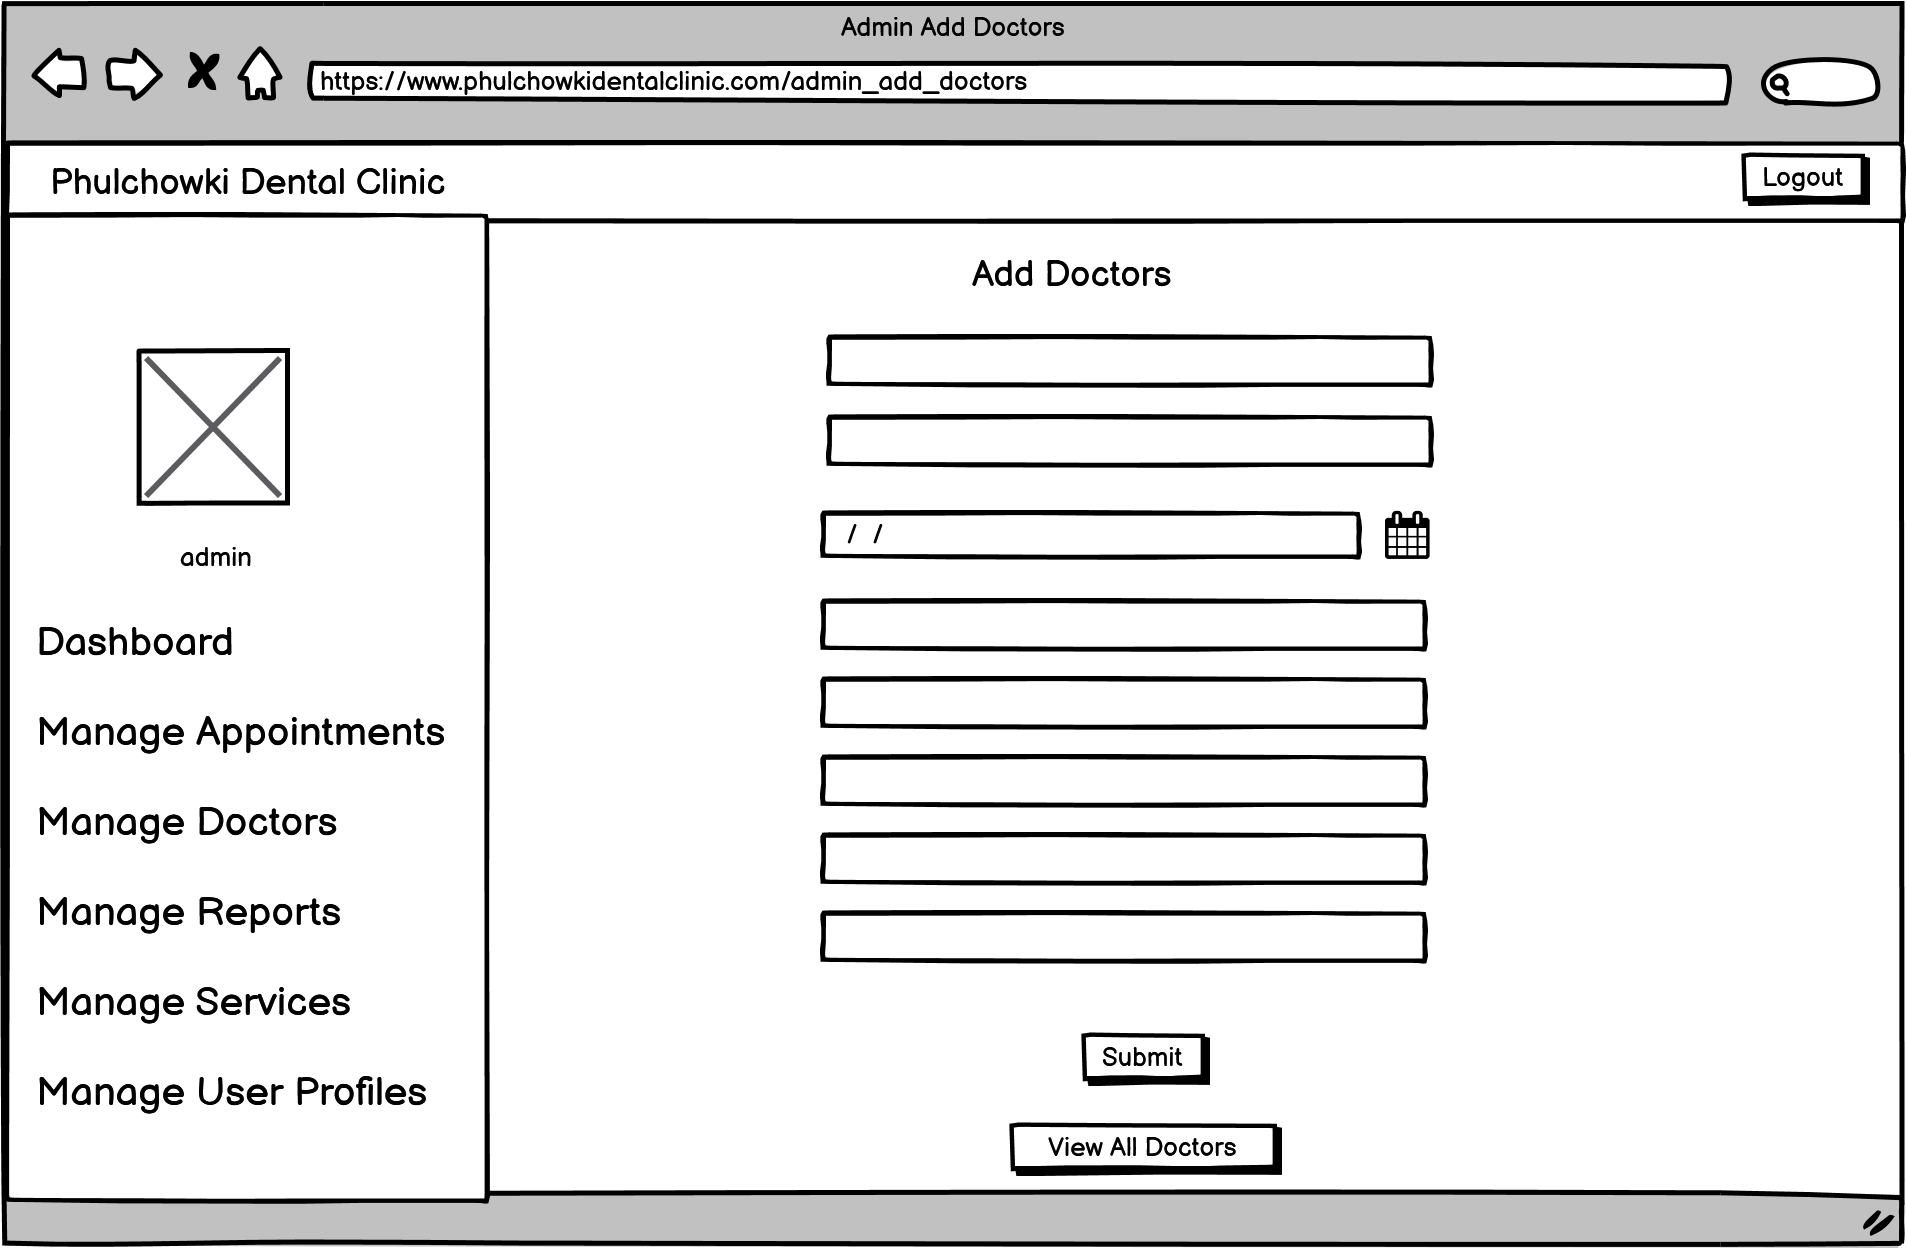 Admin Add Doctors
https://www.phulchowkidentalclinic.com/admin_add_doctors
Phulchowki Dental Clinic
Logout
Add Doctors
/ /
admin
Dashboard
Manage Appointments
Manage Doctors
Manage Reports
Manage Services
Manage User Profiles
Submit
View All Doctors